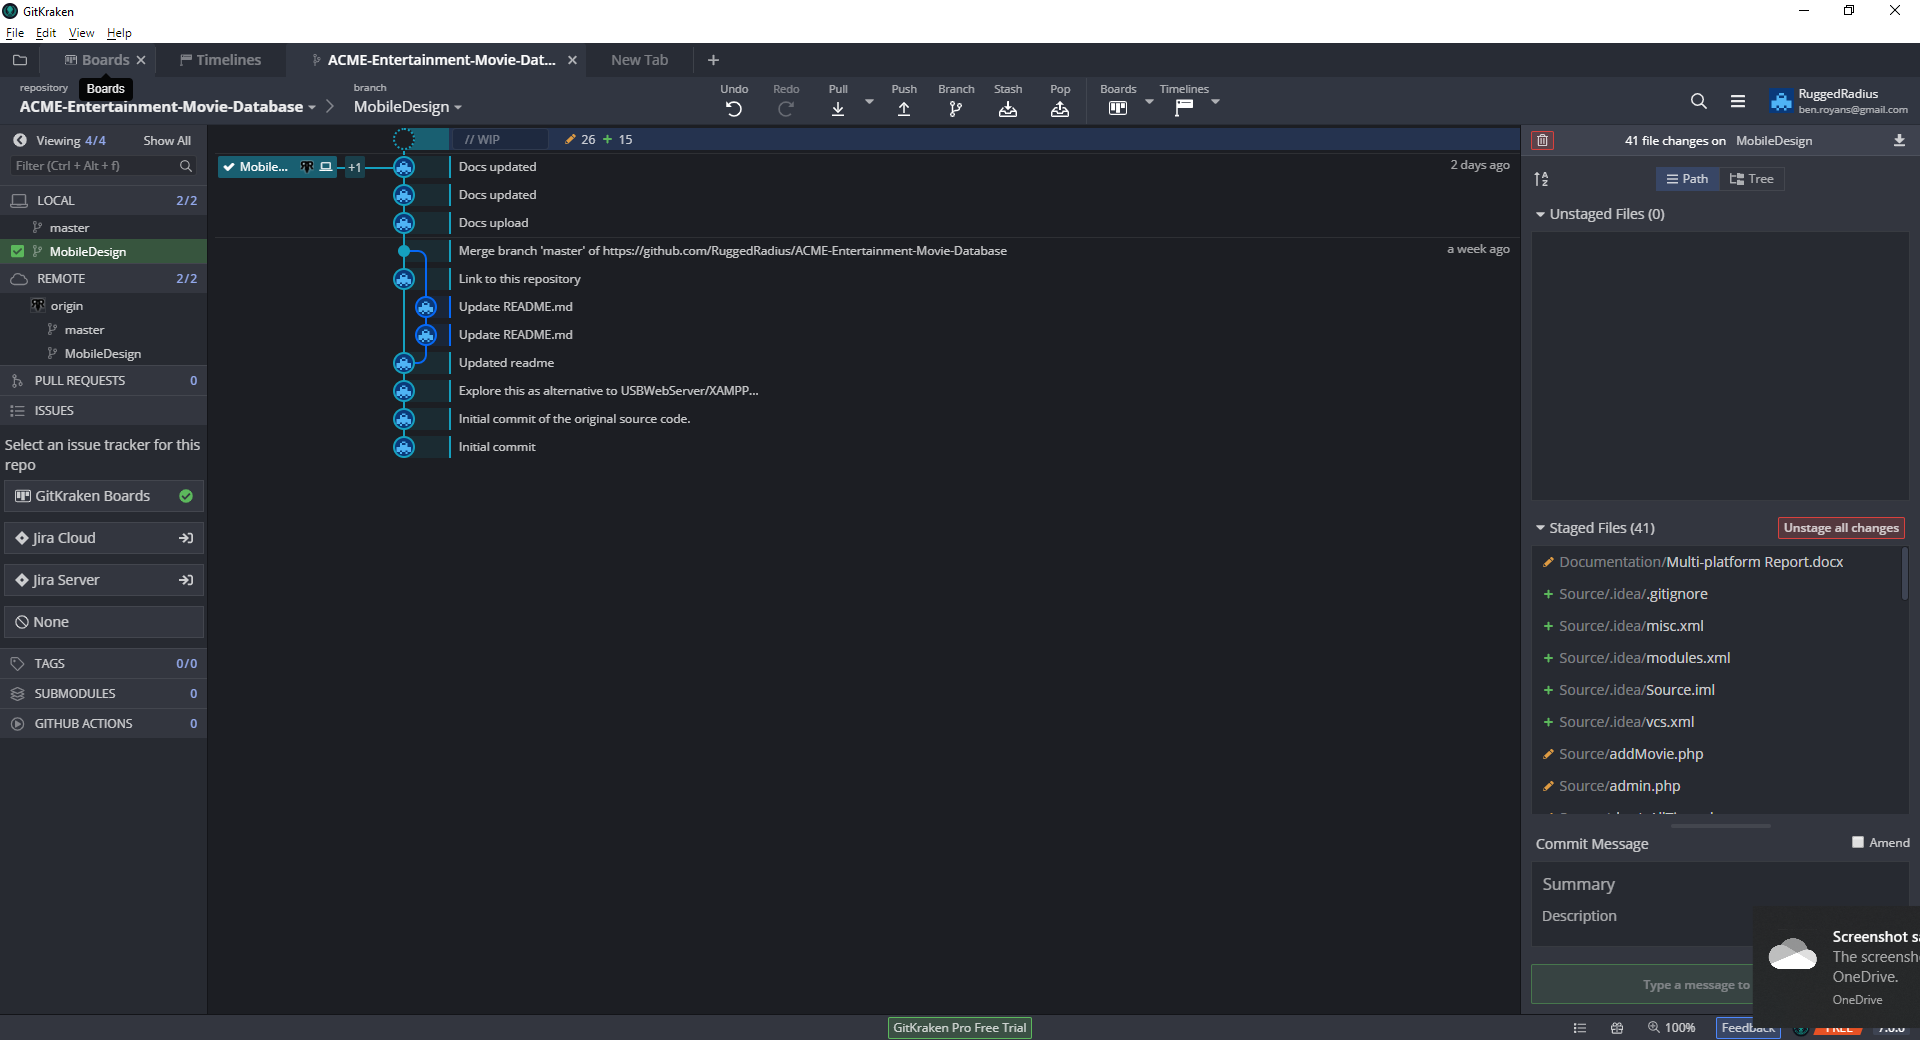 GitKraken
File Edit View Help
Boards Timelines ACME-Entertainment-Movie-Dat... New Tab
Boards
repository branch
ACME-Entertainment-Movie-Database MobileDesign
Undo Redo Pull Push Branch Stash Pop Boards Timelines
RuggedRadius
ben.royans@gmail.com
Viewing 4/4 Show All
Filter (Ctrl + Alt + f)
LOCAL 2/2
master
MobileDesign
REMOTE 2/2
origin
master
MobileDesign
PULL REQUESTS 0
ISSUES
Select an issue tracker for this
repo
GitKraken Boards
Jira Cloud
Jira Server
None
TAGS 0/0
SUBMODULES 0
GITHUB ACTIONS 0
// WIP 26 + 15
Mobile... +1 Docs updated 2 days ago
Docs updated
Docs upload
Merge branch 'master' of https://github.com/RuggedRadius/ACME-Entertainment-Movie-Database a week ago
Link to this repository
Update README.md
Update README.md
Updated readme
Explore this as alternative to USBWebServer/XAMPP...
Initial commit of the original source code.
Initial commit
41 file changes on MobileDesign
Path Tree
Unstaged Files (0)
Staged Files (41) Unstage all changes
Documentation/Multi-platform Report.docx
+ Source/.idea/.gitignore
+ Source/.idea/misc.xml
+ Source/.idea/modules.xml
+ Source/.idea/Source.iml
+ Source/.idea/vcs.xml
Source/addMovie.php
Source/admin.php
Commit Message Amend
Summary
Description
Type a message to
Screenshot sa
The screensh
OneDrive.
OneDrive
GitKraken Pro Free Trial
100% Feedback FREE